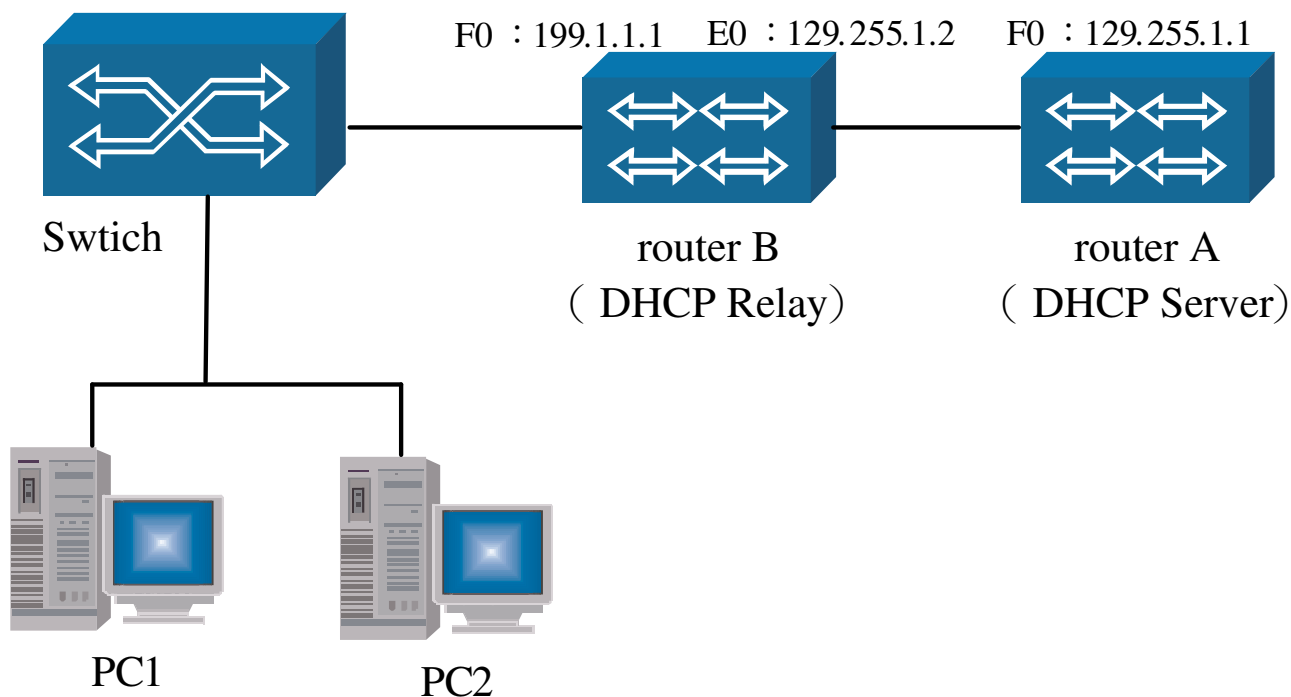 F0：199.1.1.1 E0：129.255.1.2 F0：129.255.1.1
Swtich
router B
（DHCP Relay）
router A
（DHCP Server）
PC1
PC2